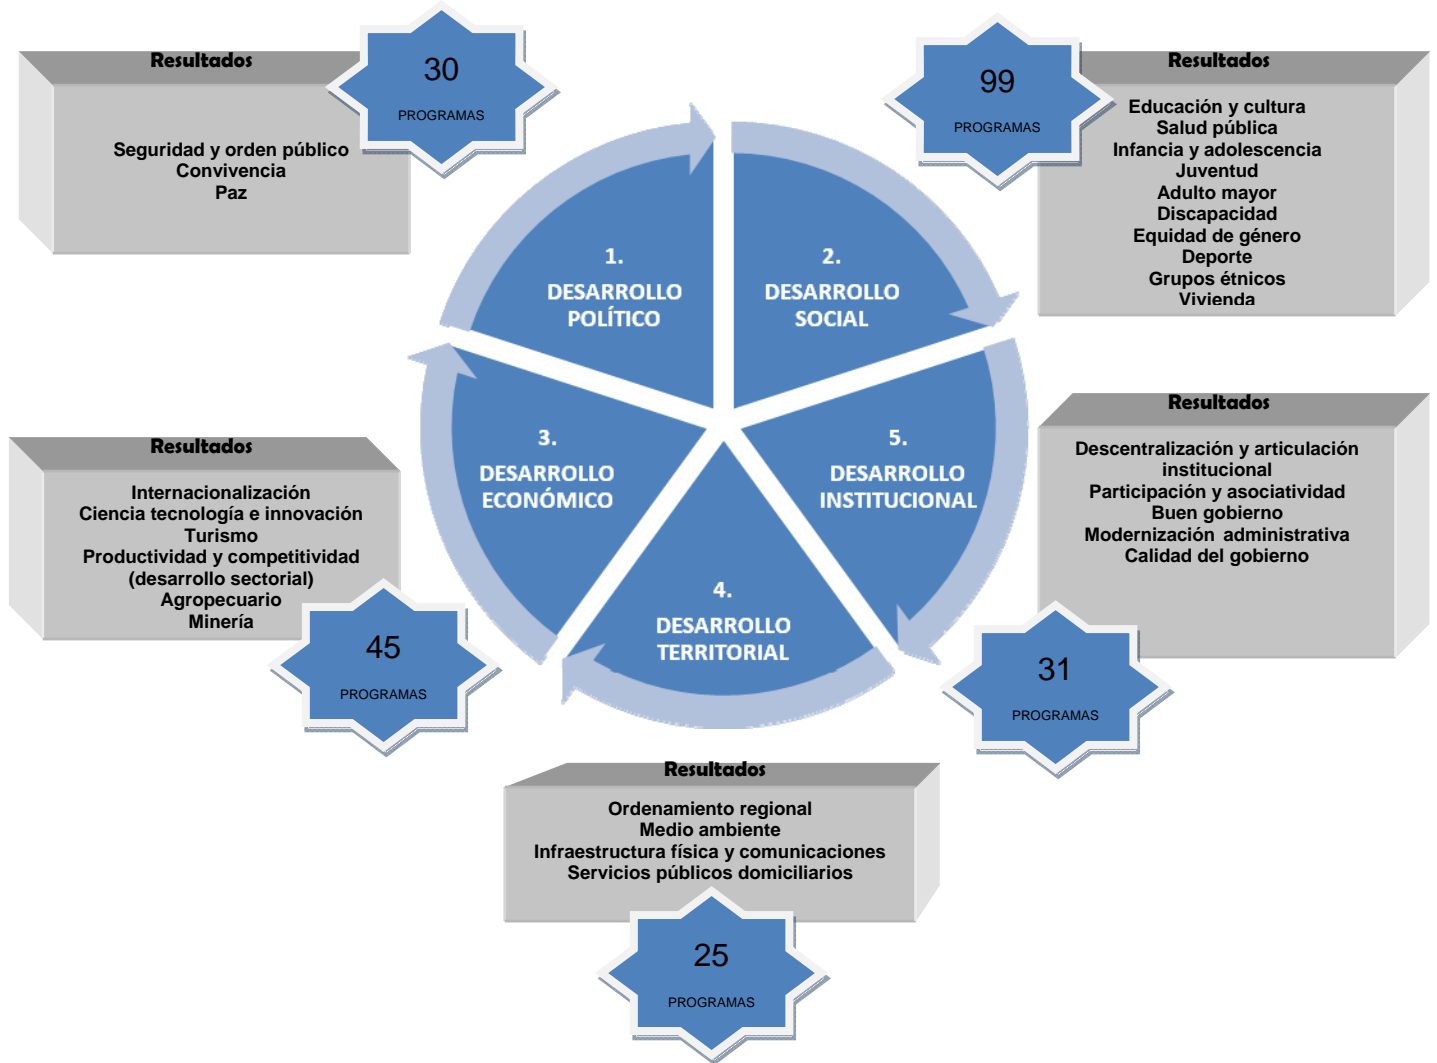 Resultados
30
PROGRAMAS
Seguridad y orden público
Convivencia
Paz
Resultados
99
PROGRAMAS
Educación y cultura
Salud pública
Infancia y adolescencia
Juventud
Adulto mayor
Discapacidad
Equidad de género
Deporte
Grupos étnicos
Vivienda
1.
DESARROLLO
POLÍTICO
2.
DESARROLLO
SOCIAL
3.
DESARROLLO
ECONÓMICO
5.
DESARROLLO
INSTITUCIONAL
4.
DESARROLLO
TERRITORIAL
Resultados
Internacionalización
Ciencia tecnología e innovación
Turismo
Productividad y competitividad
(desarrollo sectorial)
Agropecuario
Minería
45
PROGRAMAS
Resultados
Descentralización y articulación
institucional
Participación y asociatividad
Buen gobierno
Modernización administrativa
Calidad del gobierno
31
PROGRAMAS
Resultados
Ordenamiento regional
Medio ambiente
Infraestructura física y comunicaciones
Servicios públicos domiciliarios
25
PROGRAMAS